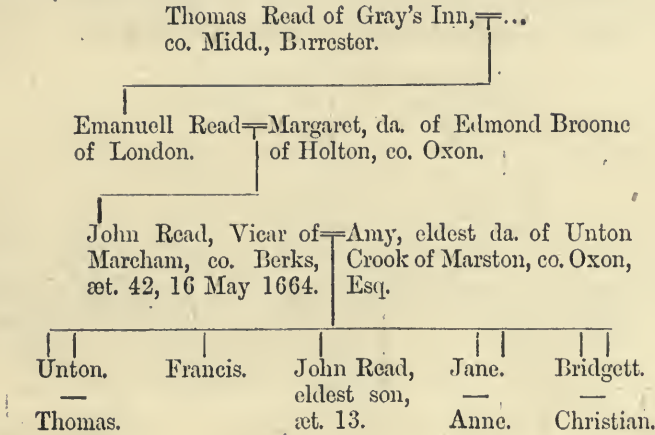 Thomas Read of Gray's Inn,=...
co. Midd., Barrester.
Emanuell Read=Margaret, da. of Edmond Broome
of London. of Holton, co. Oxon.
John Read, Vicar of=Amy, eldest da. of Unton
Marcham, co. Berks, Crook of Marston, co. Oxon,
æt. 42, 16 May 1664. Esq.
Unton. Francis. John Read, Jane. Bridgett.
— eldest son, — —
Thomas. æt. 13. Anne. Christian.